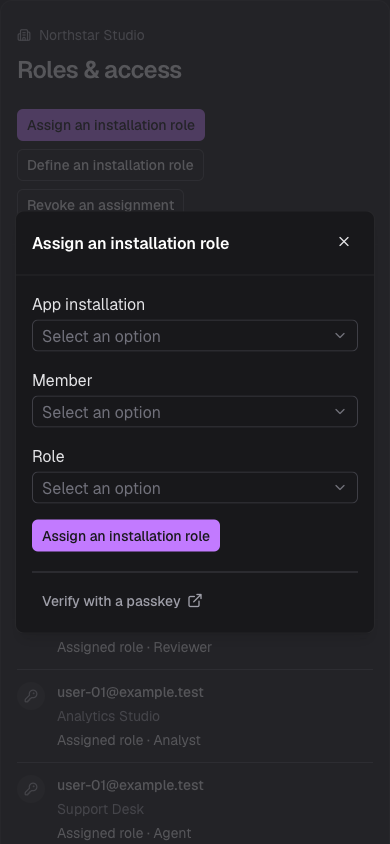 Northstar Studio
Roles & access
Assign an installation role
Define an installation role
Revoke an assignment
Assign an installation role
App installation
Select an option
Member
Select an option
Role
Select an option
Assign an installation role
Verify with a passkey
Assigned role · Reviewer
user-01@example.test
Analytics Studio
Assigned role · Analyst
user-01@example.test
Support Desk
Assigned role · Agent